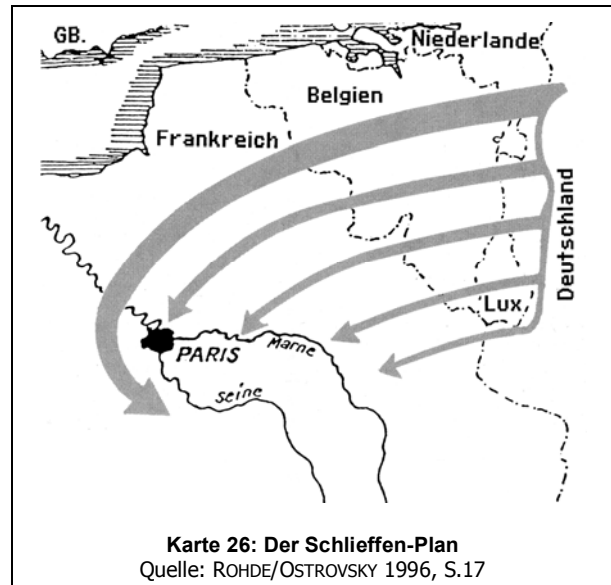 GB.
Niederlande
Belgien
Frankreich
Deutschland
Lux
PARIS
Marne
Seine
Karte 26: Der Schlieffen-Plan
Quelle: ROHDE/OSTROVSKY 1996, S.17